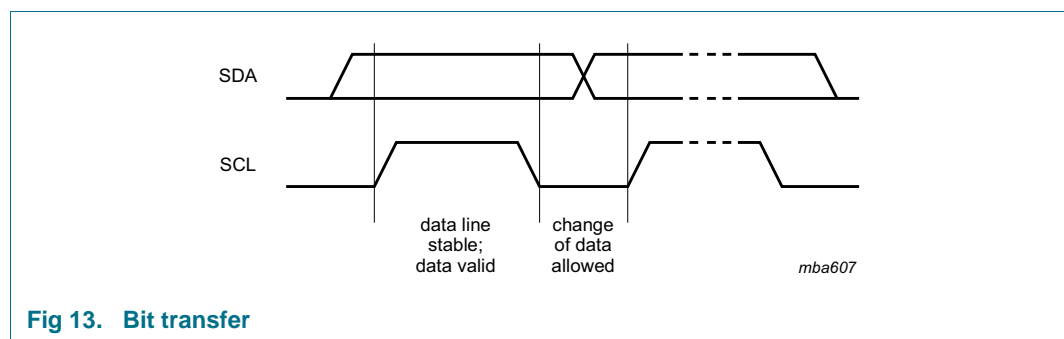 SDA
SCL
data line
stable;
data valid
change
of data
allowed
mba607
Fig 13. Bit transfer